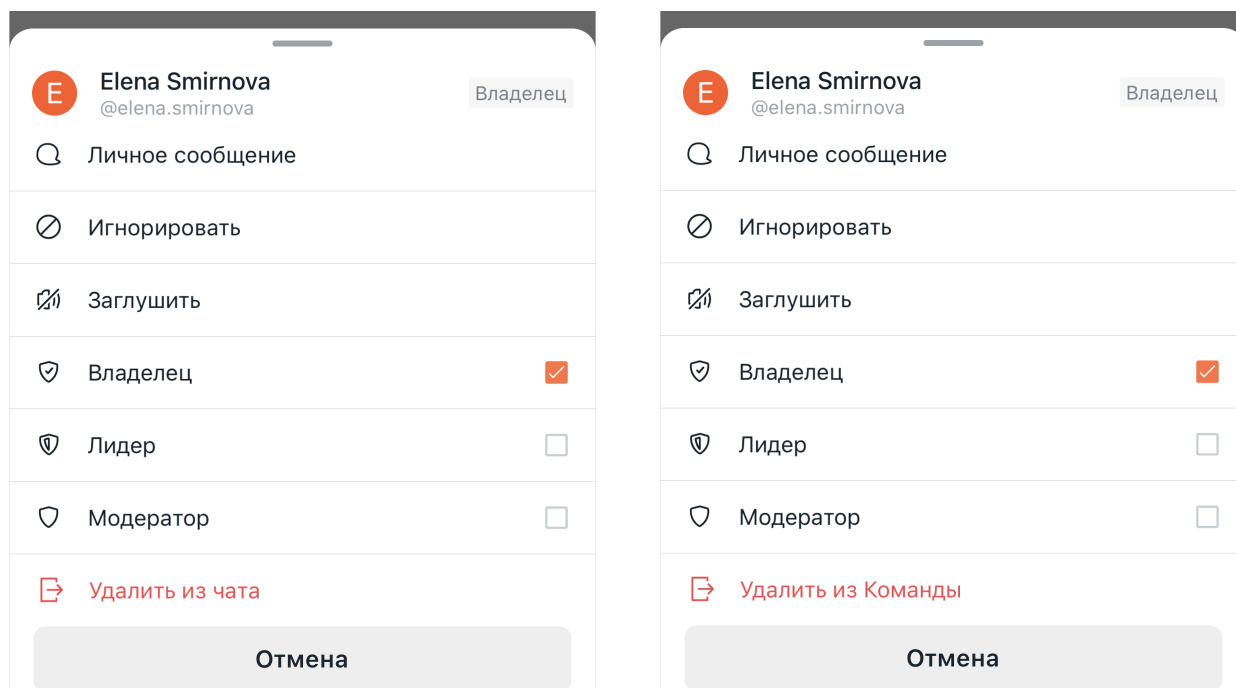 E
Elena Smirnova
@elena.smirnova
Владелец
Личное сообщение
Игнорировать
Заглушить
Владелец
Лидер
Модератор
Удалить из чата
Отмена
E
Elena Smirnova
@elena.smirnova
Владелец
Личное сообщение
Игнорировать
Заглушить
Владелец
Лидер
Модератор
Удалить из Команды
Отмена